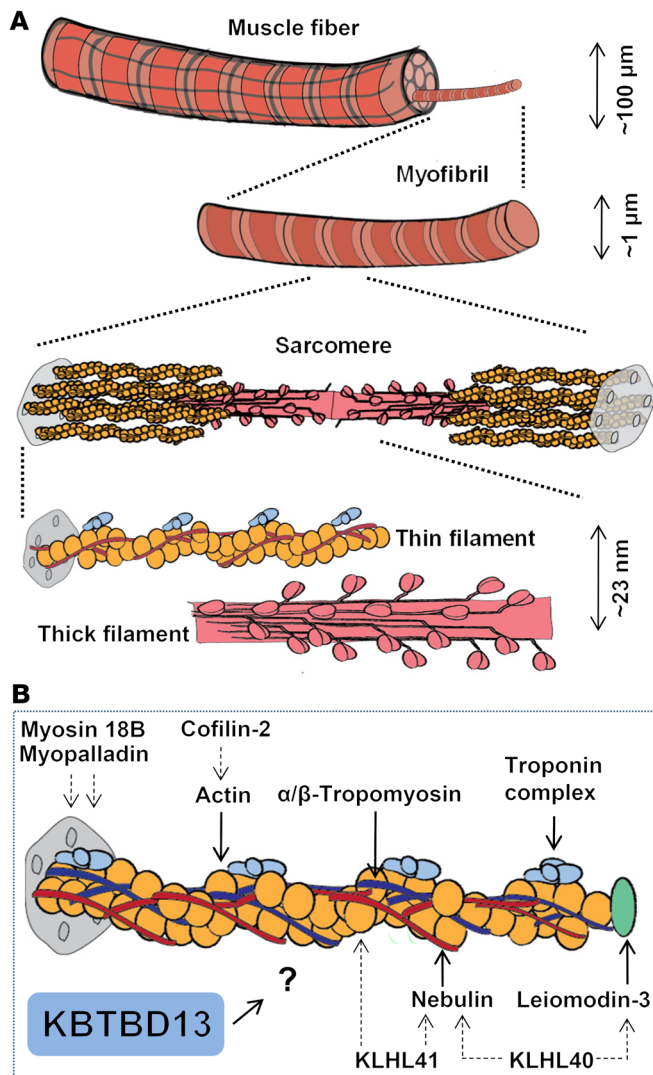 A
Muscle fiber
~100 µm
Myofibril
~1 µm
Sarcomere
Thin filament
~23 nm
Thick filament
B
Myosin 18B
Myopalladin
Cofilin-2
Troponin
complex
Actin
α/β-Tropomyosin
?
KBTBD13
Nebulin
Leiomodin-3
KLHL41
KLHL40